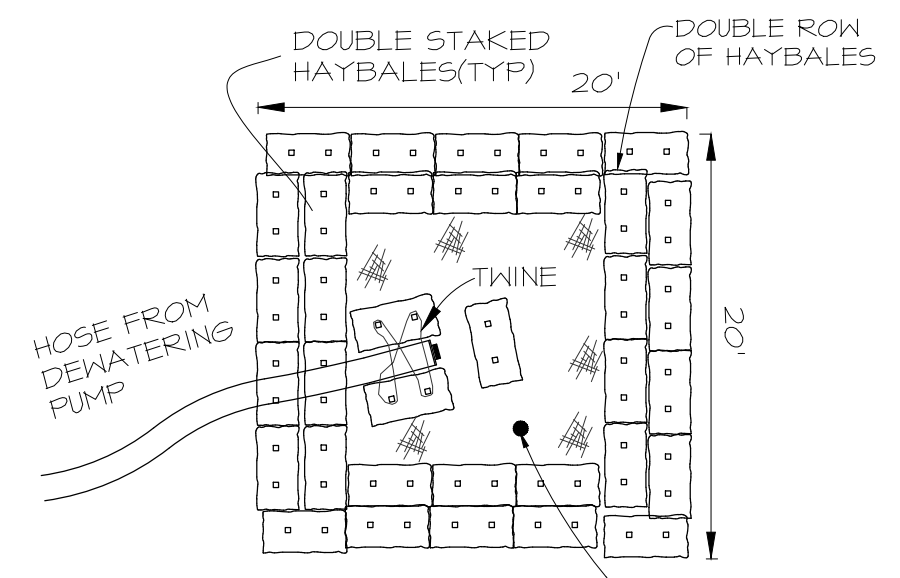 DOUBLE STAKED
HAYBALES(TYP)
DOUBLE ROW
OF HAYBALES
20'
TWINE
HOSE FROM
DEWATERING
PUMP
20'